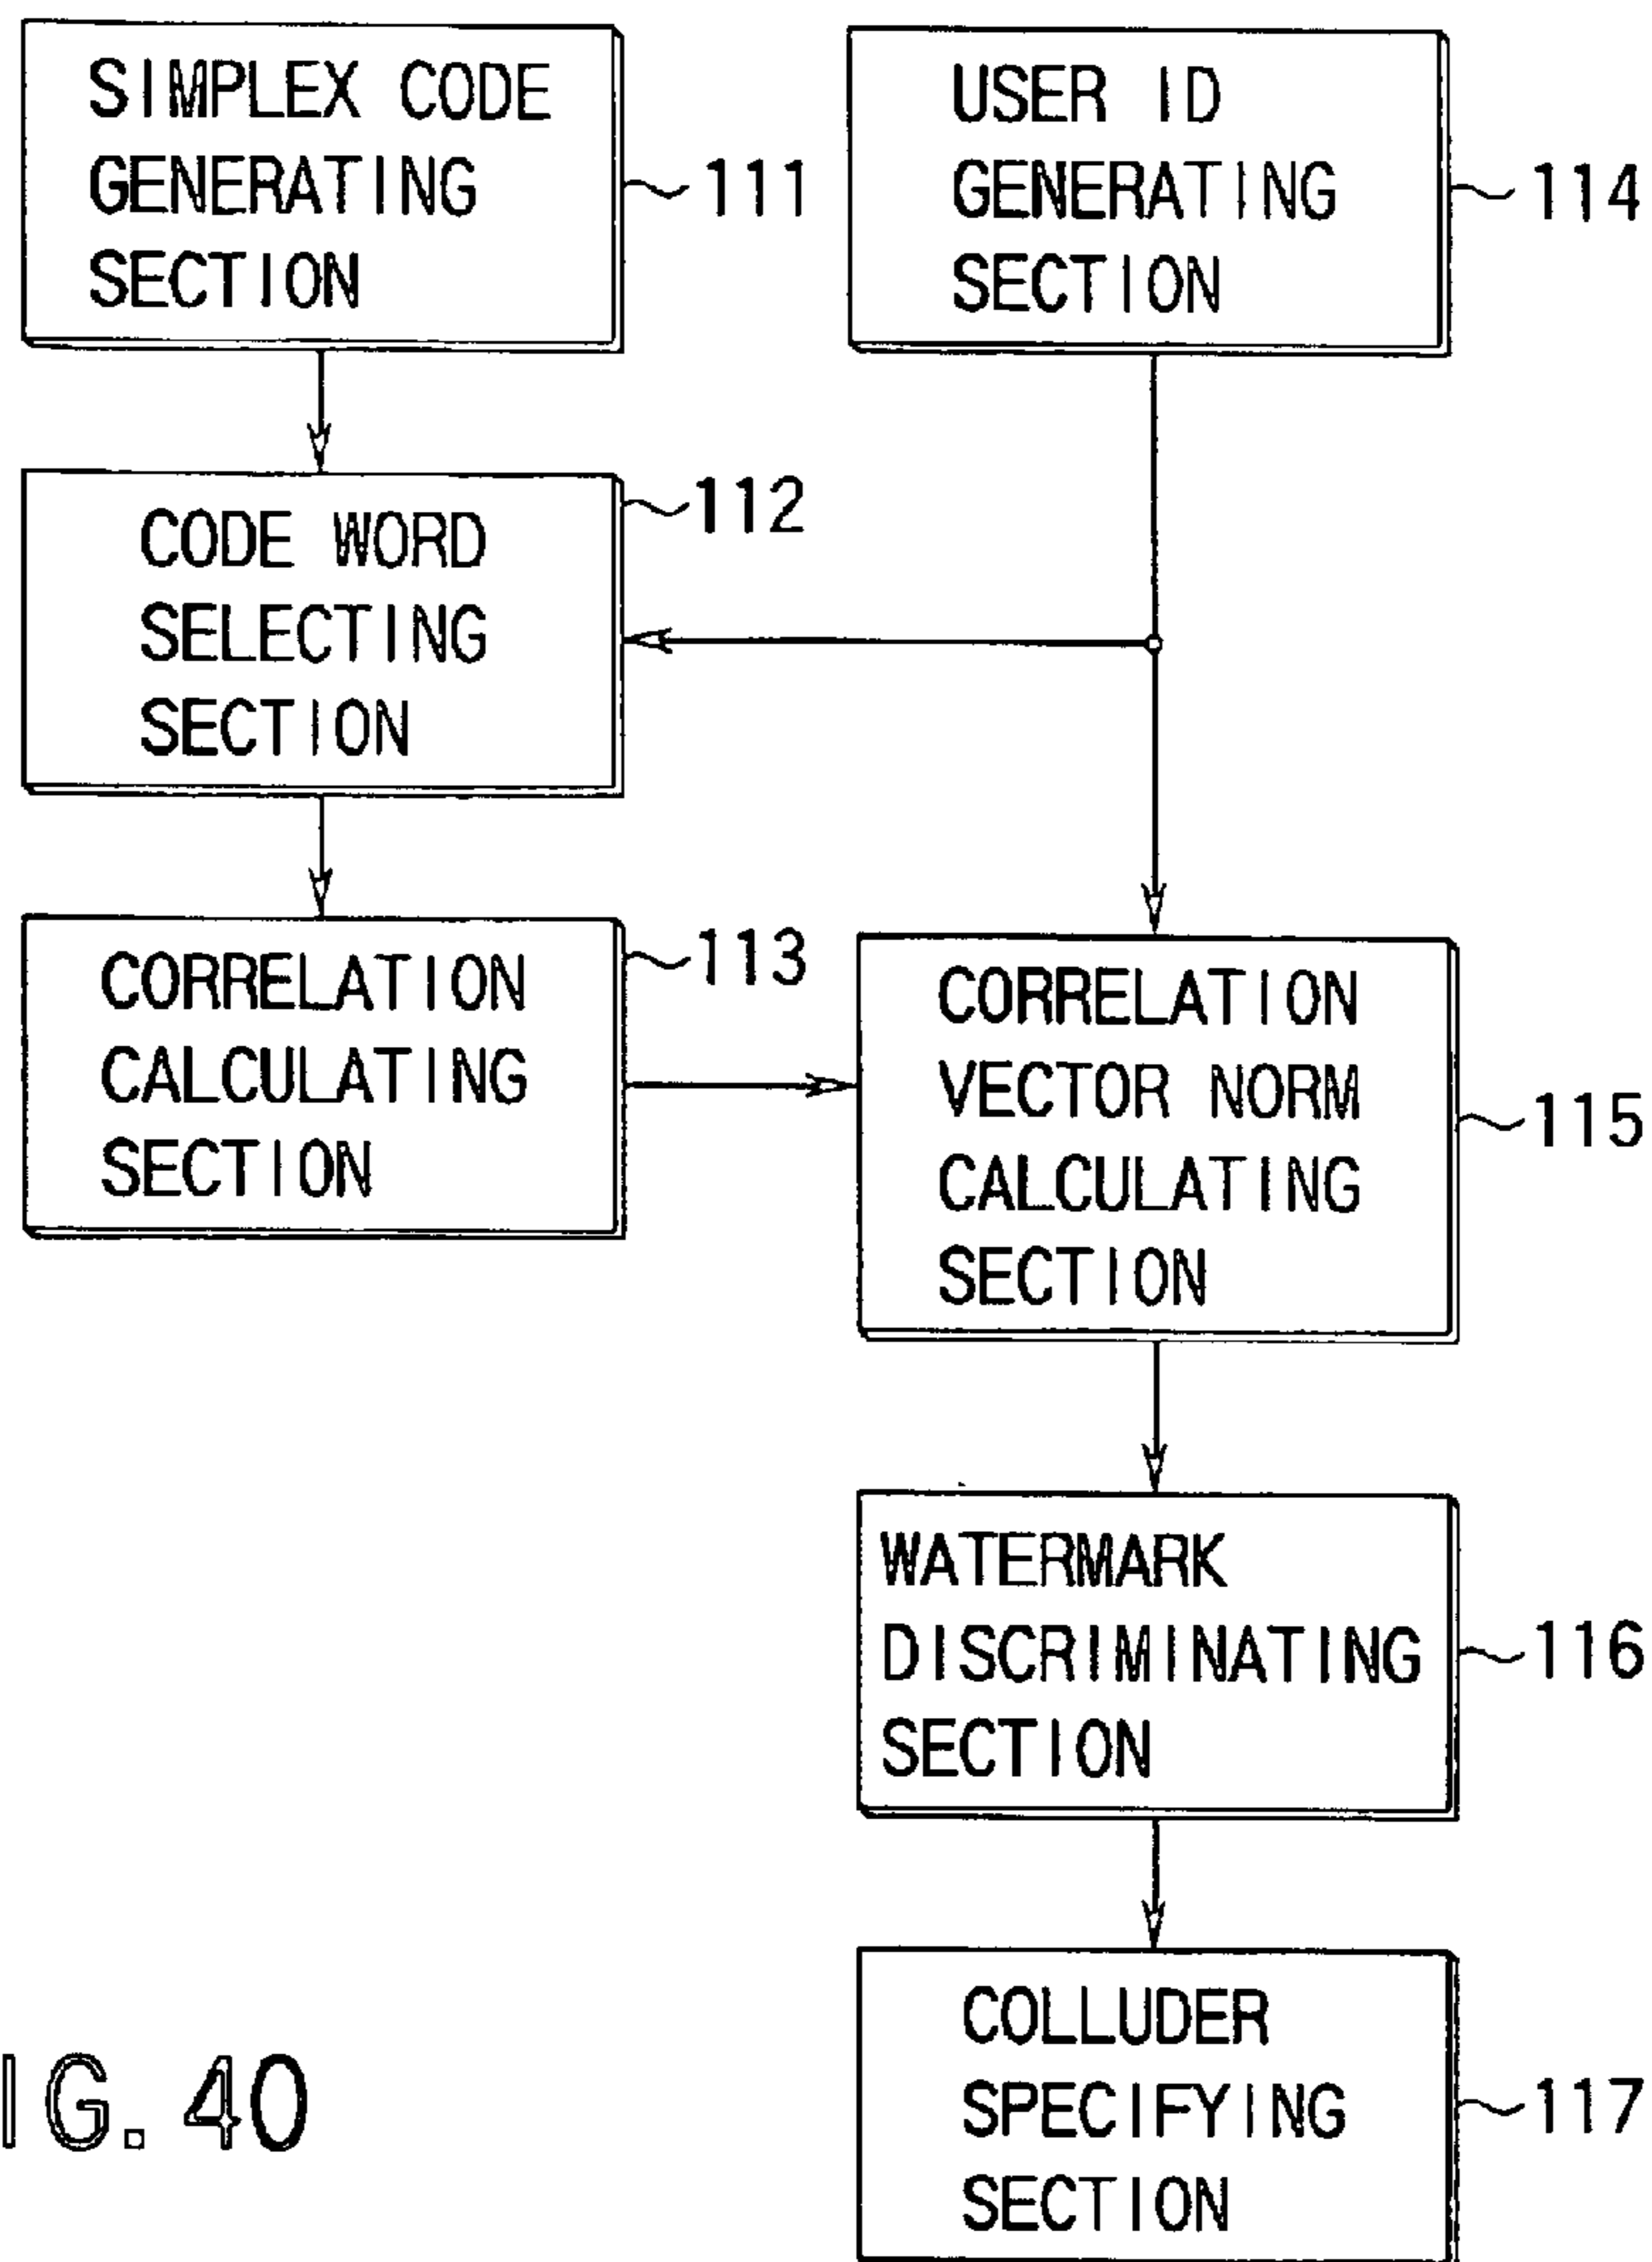 SIMPLEX CODE
GENERATING
SECTION
111
USER ID
GENERATING
SECTION
114
CODE WORD
SELECTING
SECTION
112
CORRELATION
CALCULATING
SECTION
113
CORRELATION
VECTOR NORM
CALCULATING
SECTION
115
WATERMARK
DISCRIMINATING
SECTION
116
COLLUDER
SPECIFYING
SECTION
117
IG. 40